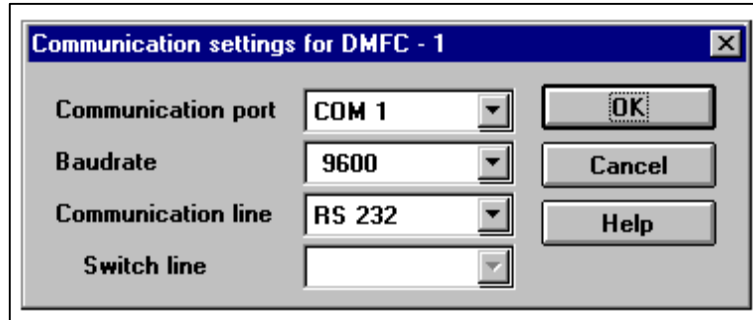 Communication settings for DMFC - 1
Communication port COM 1 OK
Baudrate 9600 Cancel
Communication line RS 232 Help
Switch line